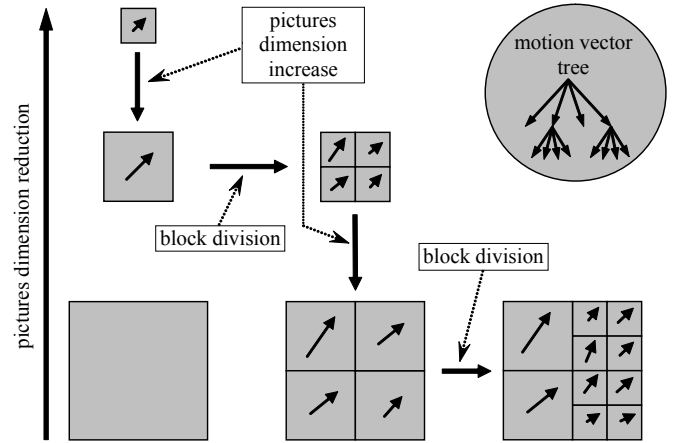 pictures
dimension
increase
motion vector
tree
pictures dimension reduction
block division
block division